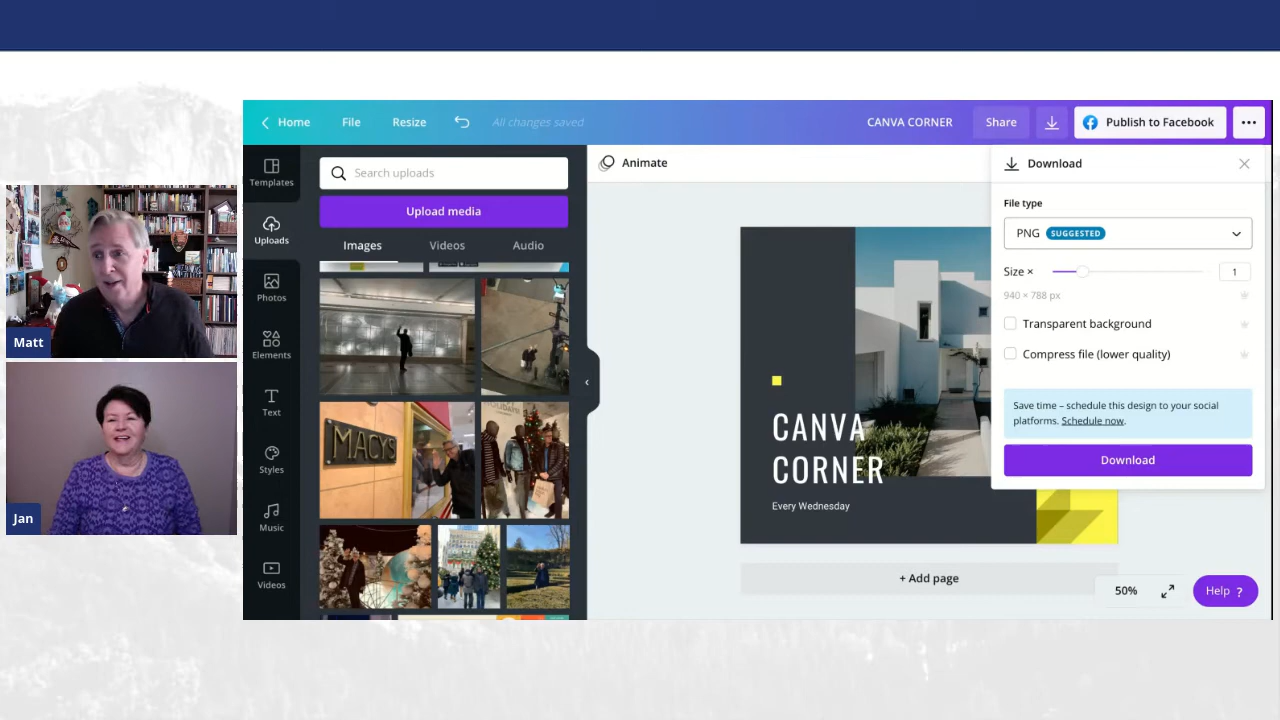 Home
File
Resize
All changes saved
CANVA CORNER
Share
Publish to Facebook
Templates
Uploads
Photos
Elements
Text
Styles
Music
Videos
Search uploads
Upload media
Images
Videos
Audio
MACYS
Animate
CANVA
CORNER
Every Wednesday
+ Add page
Download
File type
PNG SUGGESTED
Size × 1
940 × 788 px
Transparent background
Compress file (lower quality)
Save time – schedule this design to your social
platforms. Schedule now.
Download
50%
Help ?
Matt
Jan